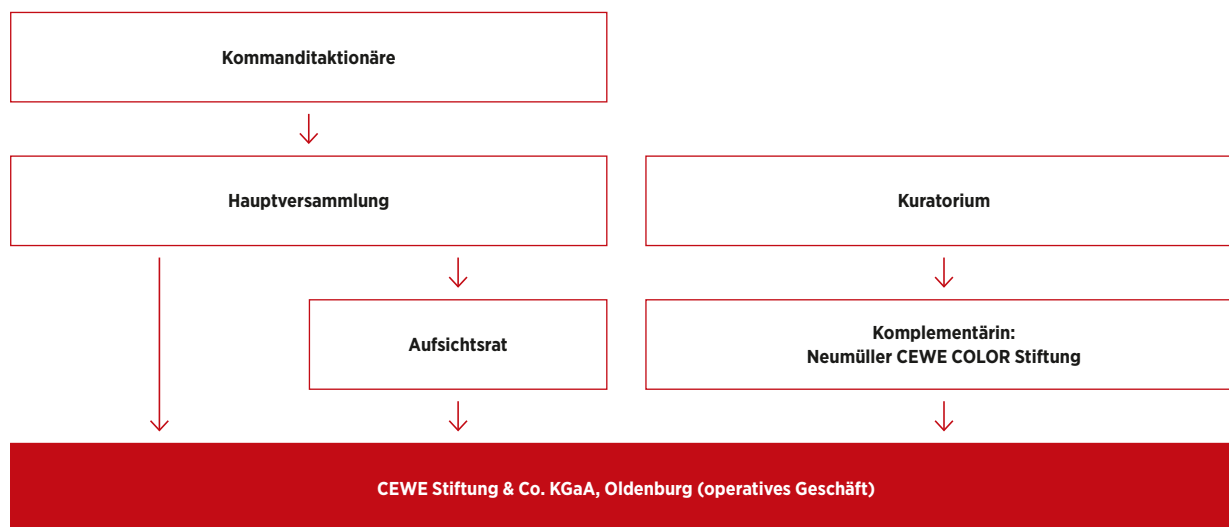 Kommanditaktionäre
Hauptversammlung
Kuratorium
Aufsichtsrat
Komplementärin:
Neumüller CEWE COLOR Stiftung
CEWE Stiftung & Co. KGaA, Oldenburg (operatives Geschäft)